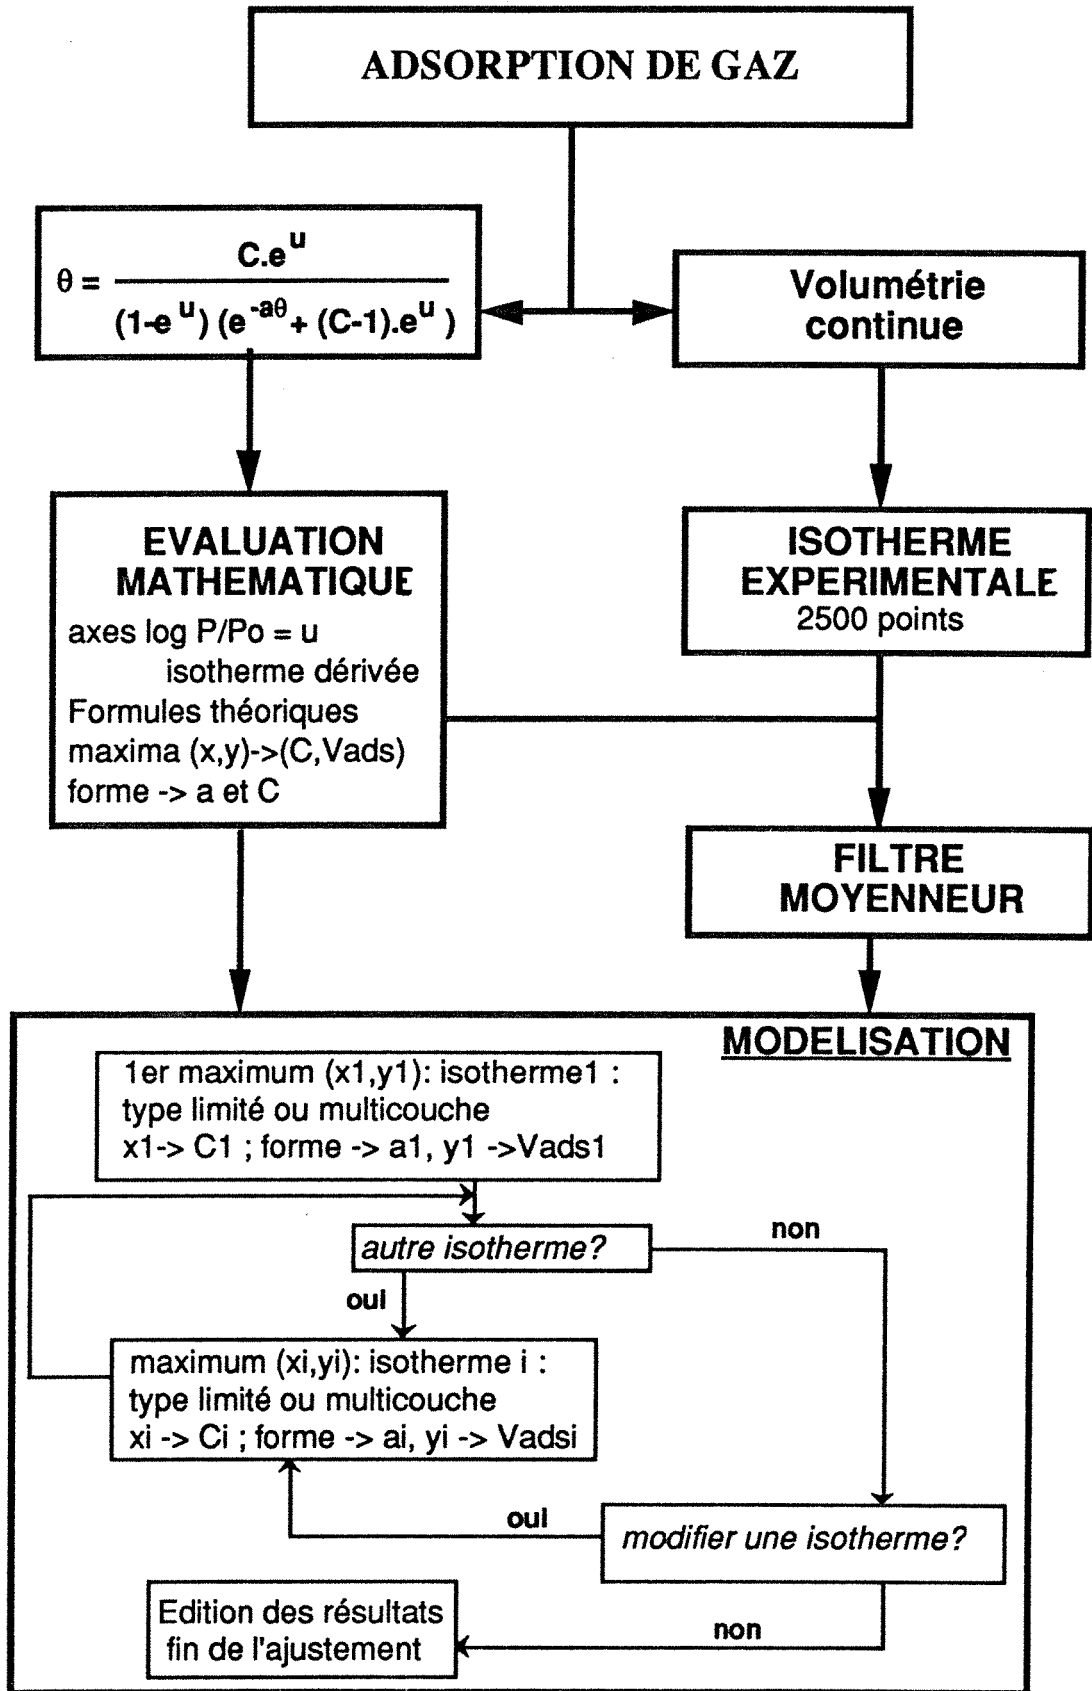 ADSORPTION DE GAZ
θ = C.e^u / (1-e^u) (e^-aθ + (C-1).e^u )
Volumétrie
continue
EVALUATION
MATHEMATIQUE
axes log P/Po = u
isotherme dérivée
Formules théoriques
maxima (x,y)->(C,Vads)
forme -> a et C
ISOTHERME
EXPERIMENTALE
2500 points
FILTRE
MOYENNEUR
MODELISATION
1er maximum (x1,y1): isotherme1 :
type limité ou multicouche
x1-> C1 ; forme -> a1, y1 ->Vads1
autre isotherme?
non
oui
maximum (xi,yi): isotherme i :
type limité ou multicouche
xi -> Ci ; forme -> ai, yi -> Vadsi
oui
modifier une isotherme?
non
Edition des résultats
fin de l'ajustement